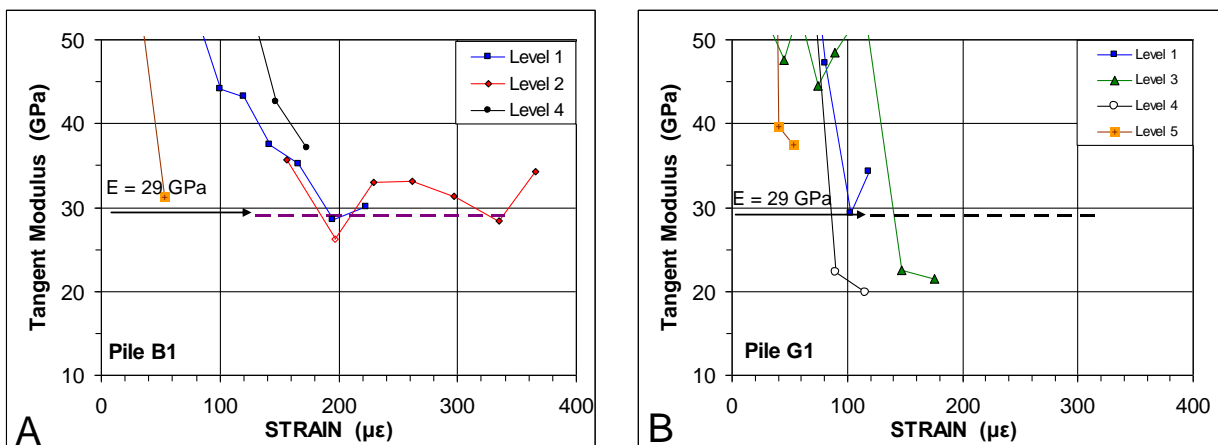 50
40
30
20
10
Tangent Modulus (GPa)
Level 1
Level 2
Level 4
E = 29 GPa
Pile B1
0
100
200
300
400
STRAIN (µε)
A
50
40
30
20
10
Tangent Modulus (GPa)
Level 1
Level 3
Level 4
Level 5
E = 29 GPa
Pile G1
0
100
200
300
400
STRAIN (µε)
B